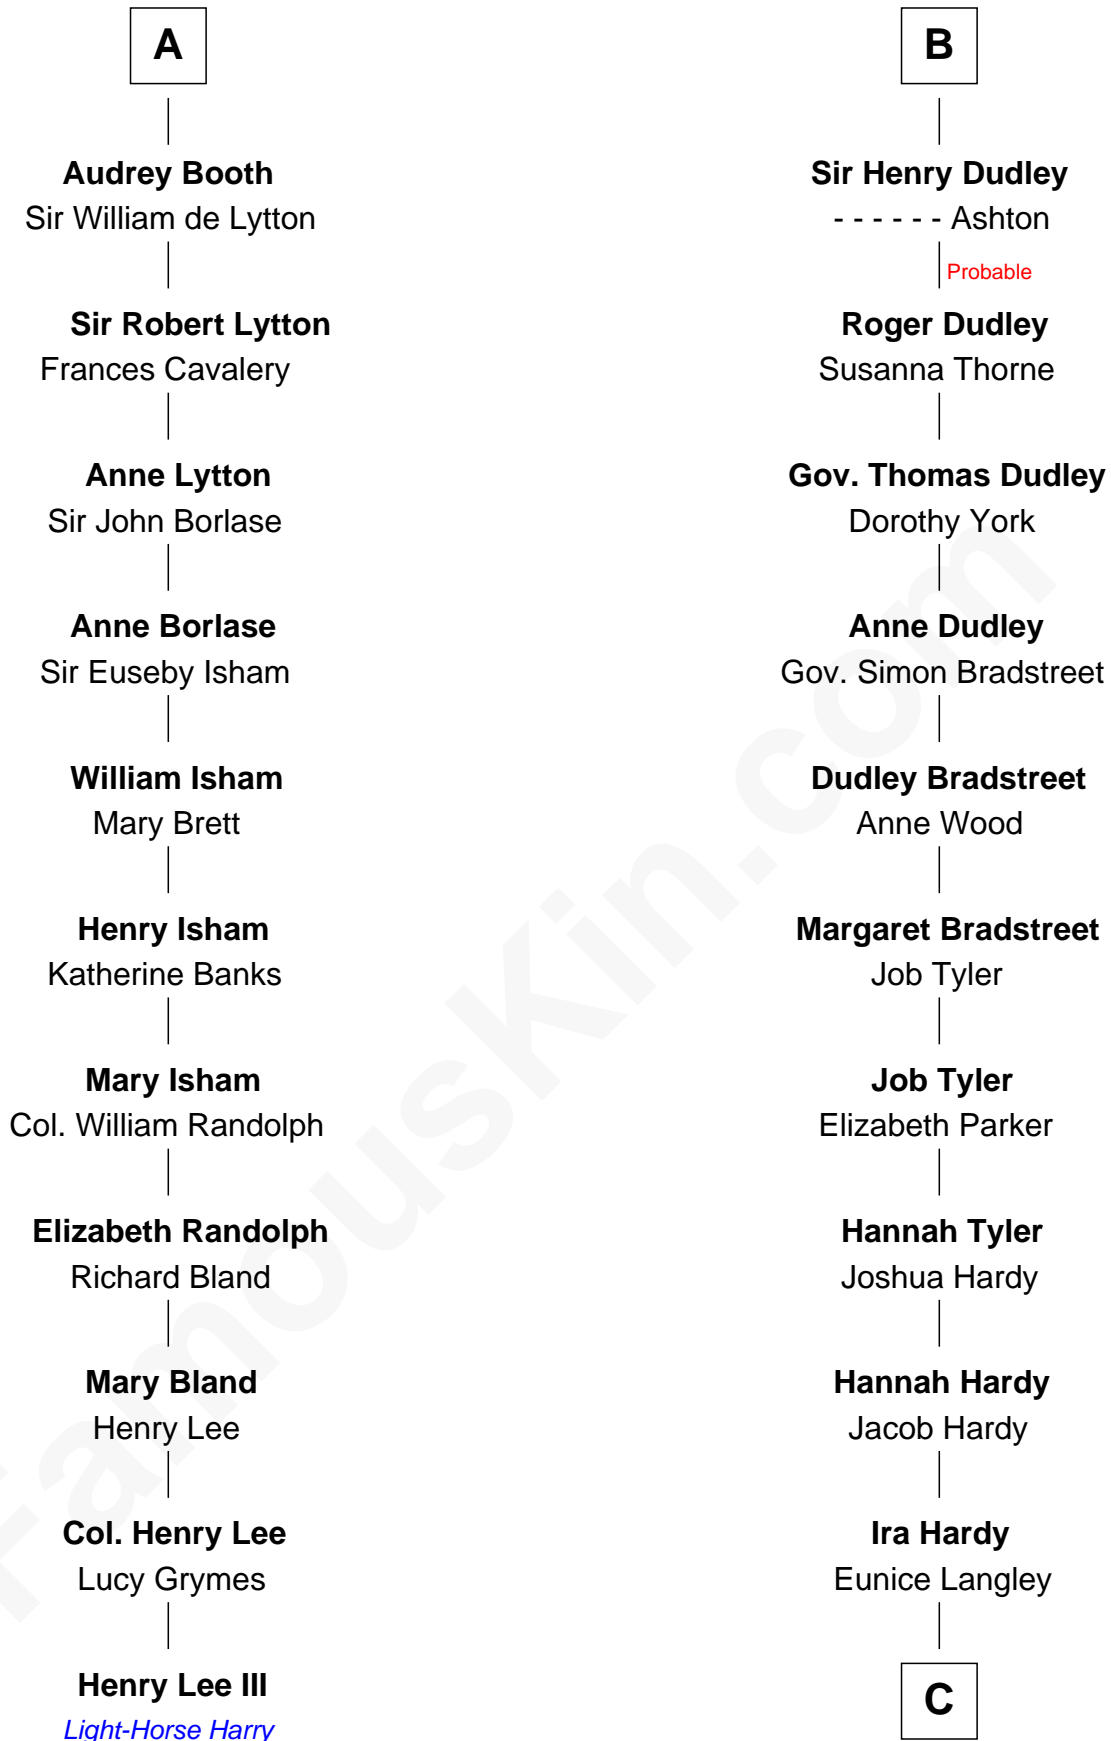 A
Audrey Booth
Sir William de Lytton
Sir Robert Lytton
Frances Cavalery
Anne Lytton
Sir John Borlase
Anne Borlase
Sir Euseby Isham
William Isham
Mary Brett
Henry Isham
Katherine Banks
Mary Isham
Col. William Randolph
Elizabeth Randolph
Richard Bland
Mary Bland
Henry Lee
Col. Henry Lee
Lucy Grymes
Henry Lee III
Light-Horse Harry
B
Sir Henry Dudley
- - - - - - Ashton
Probable
Roger Dudley
Susanna Thorne
Gov. Thomas Dudley
Dorothy York
Anne Dudley
Gov. Simon Bradstreet
Dudley Bradstreet
Anne Wood
Margaret Bradstreet
Job Tyler
Job Tyler
Elizabeth Parker
Hannah Tyler
Joshua Hardy
Hannah Hardy
Jacob Hardy
Ira Hardy
Eunice Langley
C
FamousKin.com